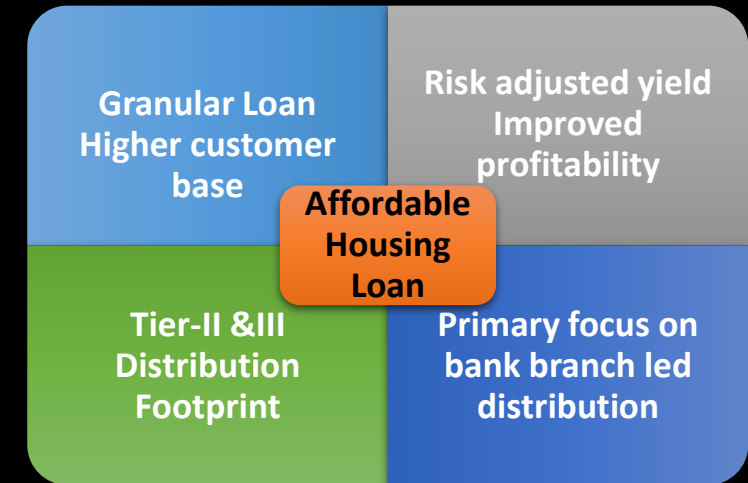 Granular Loan
Higher customer
base
Risk adjusted yield
Improved
profitability
Affordable
Housing
Loan
Tier-II &III
Distribution
Footprint
Primary focus on
bank branch led
distribution